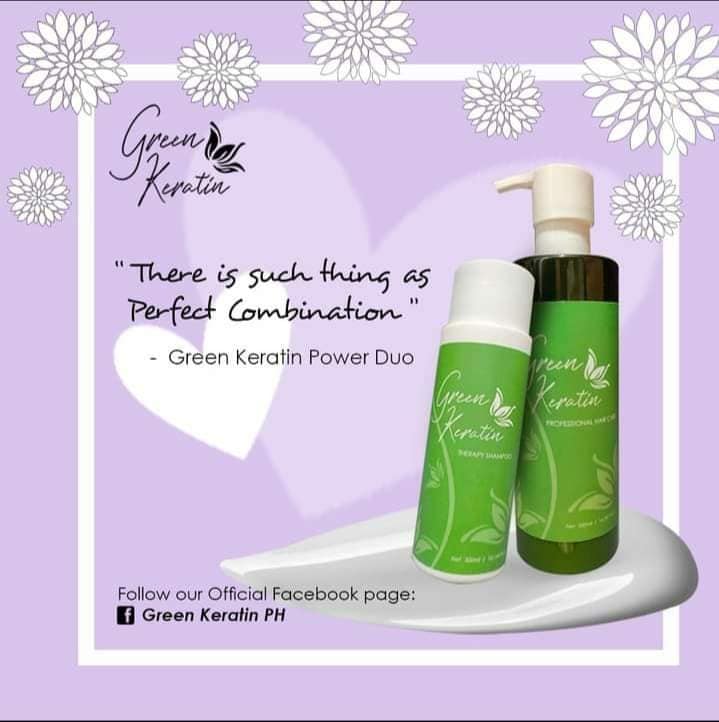 Green
Keratin
" There is such thing as
Perfect Combination "
- Green Keratin Power Duo
Green
Keratin
THERAPY SHAMPOO
Green
Keratin
PROFESSIONAL HAIR CARE
Follow our Official Facebook page:
Green Keratin PH